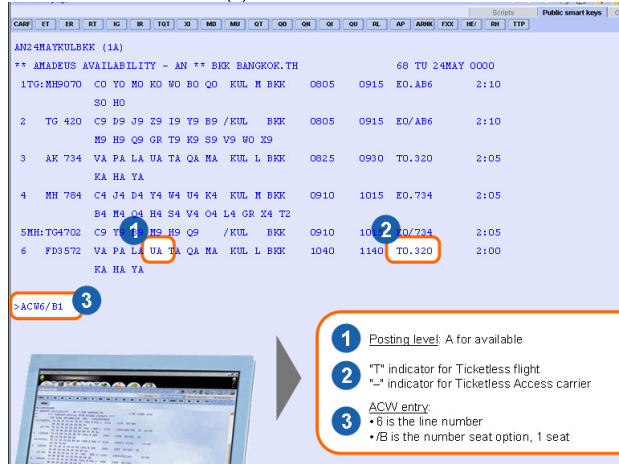 Scripts Public smart keys
CARF ET ER RT IG IR TQT XI MD MU QT QD QN QI QU RL AP ARNK FXX HE/ RH TTP
AN24MAYKULBKK (1A)
** AMADEUS AVAILABILITY - AN ** BKK BANGKOK.TH 68 TU 24MAY 0000
1TG:MH9070 C0 Y0 M0 K0 W0 B0 Q0 KUL M BKK 0805 0915 E0.AB6 2:10
S0 H0
2 TG 420 C9 D9 J9 Z9 I9 Y9 B9 /KUL BKK 0805 0915 E0/AB6 2:10
M9 H9 Q9 GR T9 K9 S9 V9 W0 X9
3 AK 734 VA PA LA UA TA QA MA KUL L BKK 0825 0930 T0.320 2:05
KA HA YA
4 MH 784 C4 J4 D4 Y4 W4 U4 K4 KUL M BKK 0910 1015 E0.734 2:05
B4 M4 Q4 H4 S4 V4 O4 L4 GR X4 T2
1 2
5MH:TG4702 C9 Y9 B9 M9 H9 Q9 /KUL BKK 0910 1015 E0/734 2:05
6 FD3572 VA PA LA UA TA QA MA KUL L BKK 1040 1140 T0.320 2:00
KA HA YA
>ACW6/B1 3
1 Posting level: A for available
2 "T" indicator for Ticketless flight
"-" indicator for Ticketless Access carrier
3 ACW entry:
• 6 is the line number
• /B is the number seat option, 1 seat